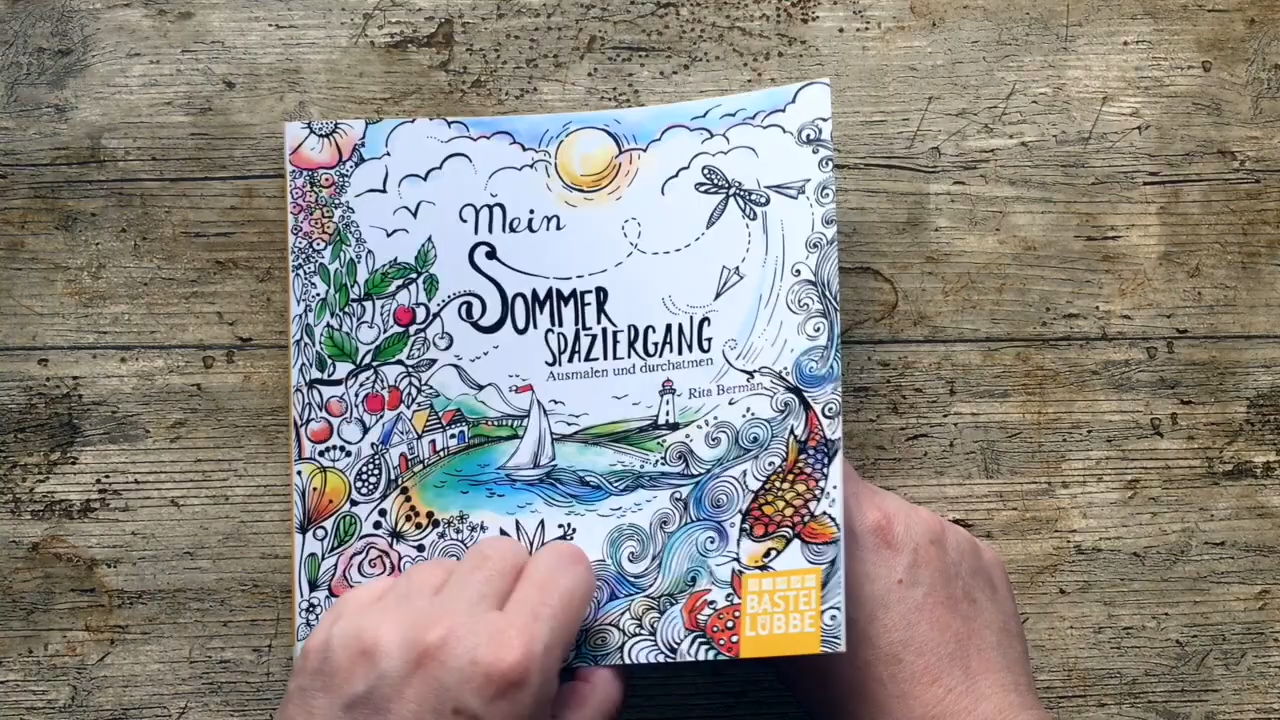 Mein
SOMMER
SPAZIERGANG
Ausmalen und durchatmen
Rita Berman
BASTEI
LÜBBE